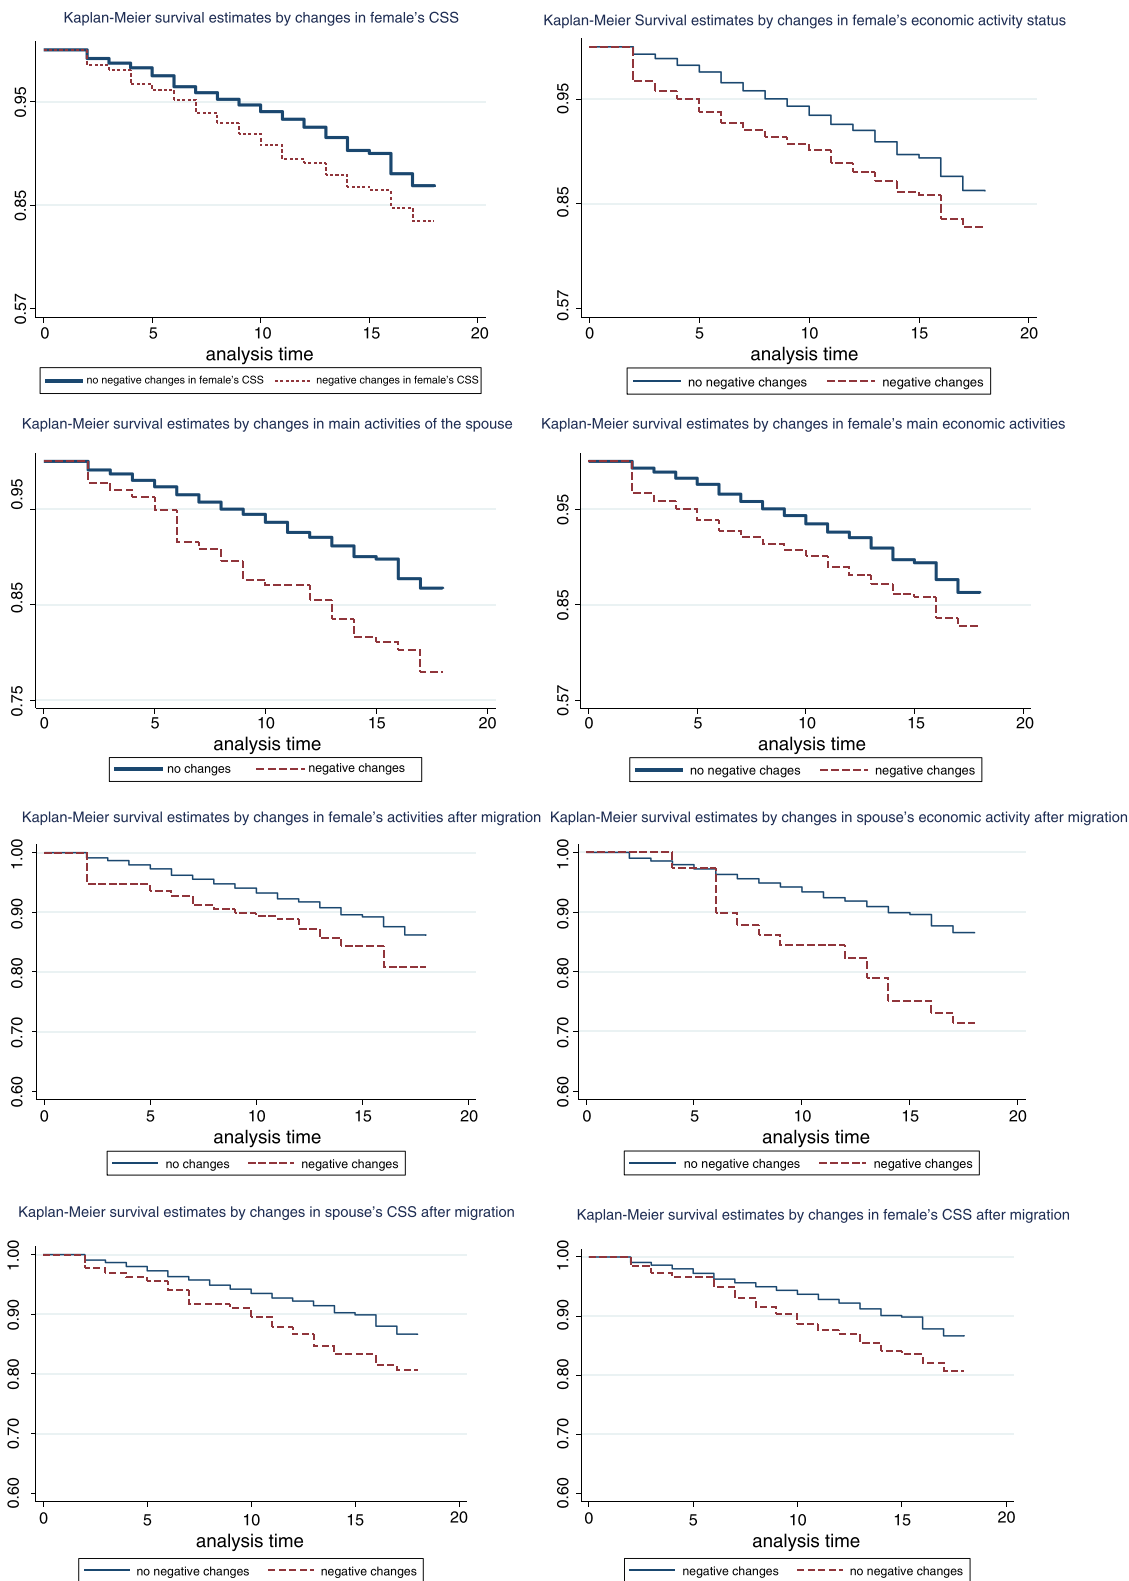 Kaplan-Meier survival estimates by changes in female's CSS
0.95
0.85
0.57
0 5 10 15 20
analysis time
no negative changes in female's CSS negative changes in female's CSS
Kaplan-Meier Survival estimates by changes in female's economic activity status
0.95
0.85
0.57
0 5 10 15 20
analysis time
no negative changes negative changes
Kaplan-Meier survival estimates by changes in main activities of the spouse
0.95
0.85
0.75
0 5 10 15 20
analysis time
no changes negative changes
Kaplan-Meier survival estimates by changes in female's main economic activities
0.95
0.85
0.57
0 5 10 15 20
analysis time
no negative chages negative changes
Kaplan-Meier survival estimates by changes in female's activities after migration
1.00
0.90
0.80
0.70
0.60
0 5 10 15 20
analysis time
no changes negative changes
Kaplan-Meier survival estimates by changes in spouse's economic activity after migration
1.00
0.90
0.80
0.70
0.60
0 5 10 15 20
analysis time
no negative changes negative changes
Kaplan-Meier survival estimates by changes in spouse's CSS after migration
1.00
0.90
0.80
0.70
0.60
0 5 10 15 20
analysis time
no negative changes negative changes
Kaplan-Meier survival estimates by changes in female's CSS after migration
1.00
0.90
0.80
0.70
0.60
0 5 10 15 20
analysis time
negative changes no negative changes